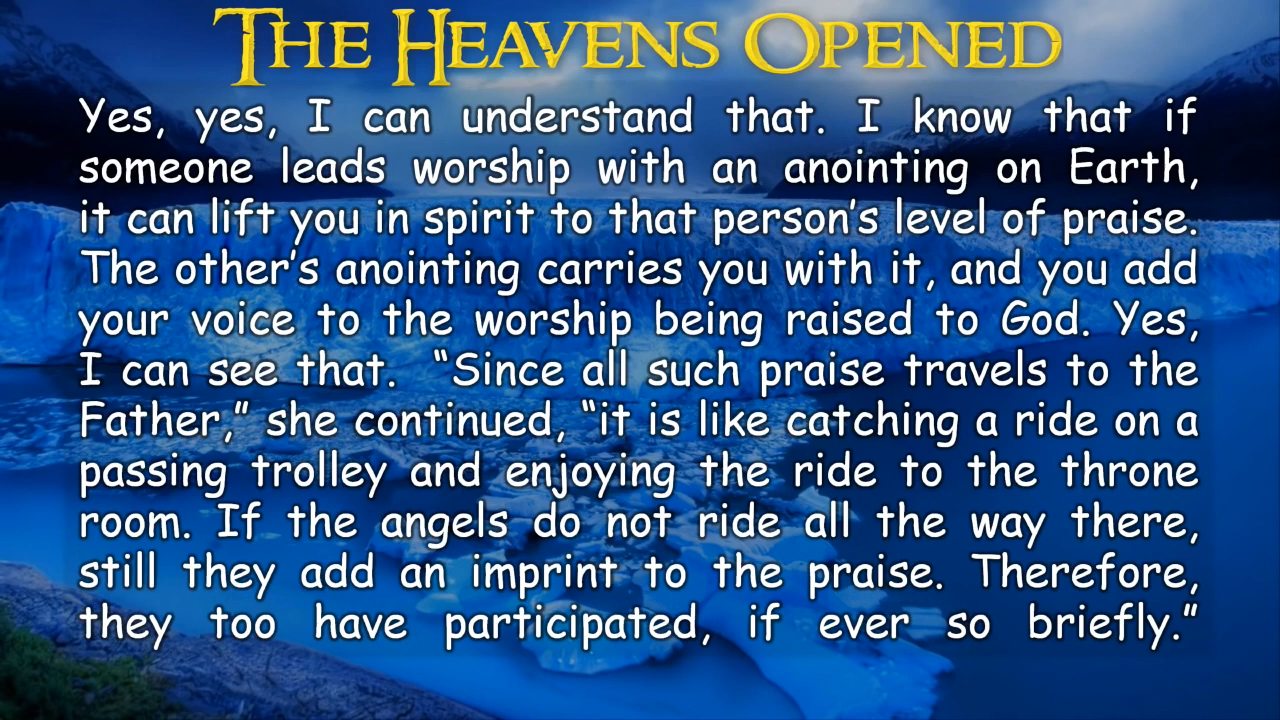 THE HEAVENS OPENED
Yes, yes, I can understand that. I know that if
someone leads worship with an anointing on Earth,
it can lift you in spirit to that person’s level of praise.
The other’s anointing carries you with it, and you add
your voice to the worship being raised to God. Yes,
I can see that. “Since all such praise travels to the
Father,” she continued, “it is like catching a ride on a
passing trolley and enjoying the ride to the throne
room. If the angels do not ride all the way there,
still they add an imprint to the praise. Therefore,
they too have participated, if ever so briefly.”